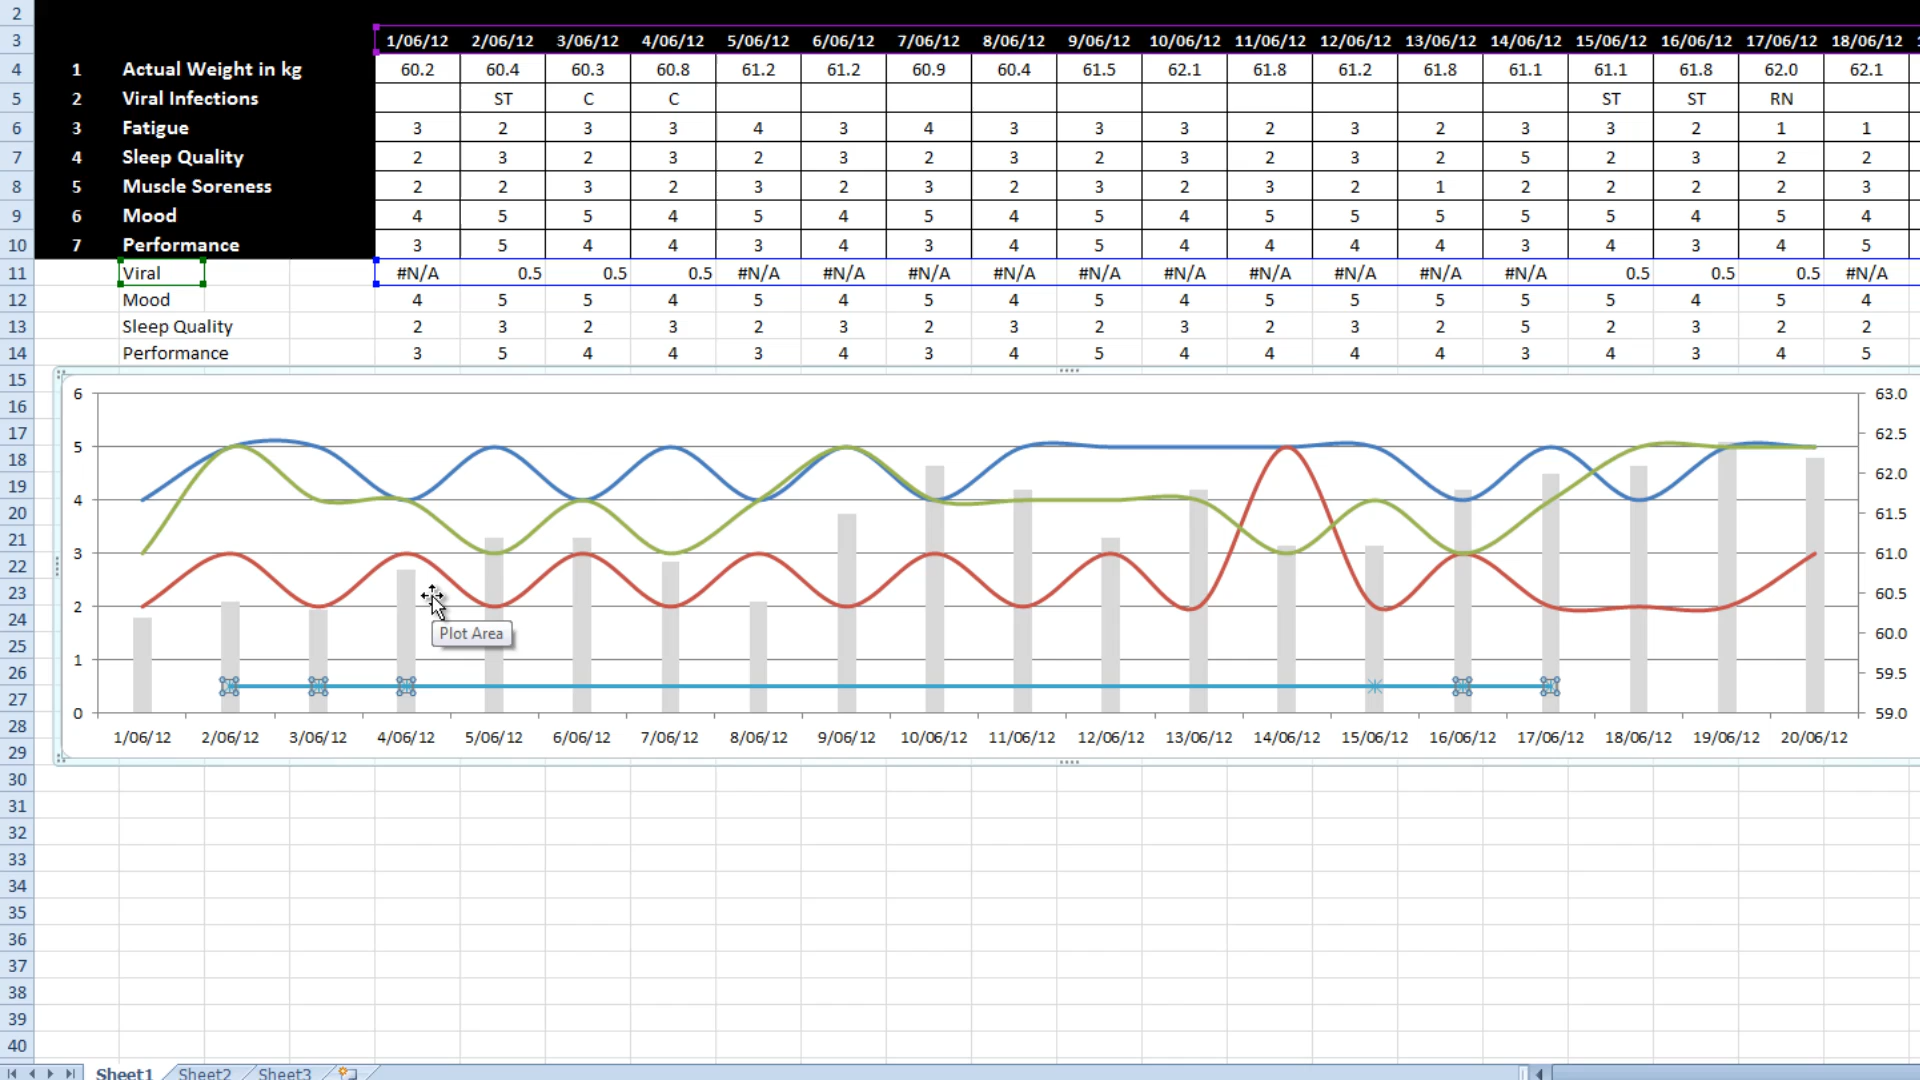 2
3 1/06/12 2/06/12 3/06/12 4/06/12 5/06/12 6/06/12 7/06/12 8/06/12 9/06/12 10/06/12 11/06/12 12/06/12 13/06/12 14/06/12 15/06/12 16/06/12 17/06/12 18/06/12
4 1 Actual Weight in kg 60.2 60.4 60.3 60.8 61.2 61.2 60.9 60.4 61.5 62.1 61.8 61.2 61.8 61.1 61.1 61.8 62.0 62.1
5 2 Viral Infections ST C C ST ST RN
6 3 Fatigue 3 2 3 3 4 3 4 3 3 3 2 3 2 3 3 2 1 1
7 4 Sleep Quality 2 3 2 3 2 3 2 3 2 3 2 3 2 5 2 3 2 2
8 5 Muscle Soreness 2 2 3 2 3 2 3 2 3 2 3 2 1 2 2 2 2 3
9 6 Mood 4 5 5 4 5 4 5 4 5 4 5 5 5 5 5 4 5 4
10 7 Performance 3 5 4 4 3 4 3 4 5 4 4 4 4 3 4 3 4 5
11 Viral #N/A 0.5 0.5 0.5 #N/A #N/A #N/A #N/A #N/A #N/A #N/A #N/A #N/A #N/A 0.5 0.5 0.5 #N/A
12 Mood 4 5 5 4 5 4 5 4 5 4 5 5 5 5 5 4 5 4
13 Sleep Quality 2 3 2 3 2 3 2 3 2 3 2 3 2 5 2 3 2 2
14 Performance 3 5 4 4 3 4 3 4 5 4 4 4 4 3 4 3 4 5
15
16 6 63.0
17
18 5 62.5
19 62.0
20 4 61.5
21
22 3 61.0
23 60.5
24 2 60.0
25 Plot Area
26 1 59.5
27
28 0 59.0
29 1/06/12 2/06/12 3/06/12 4/06/12 5/06/12 6/06/12 7/06/12 8/06/12 9/06/12 10/06/12 11/06/12 12/06/12 13/06/12 14/06/12 15/06/12 16/06/12 17/06/12 18/06/12 19/06/12 20/06/12
30
31
32
33
34
35
36
37
38
39
40
Sheet1 Sheet2 Sheet3